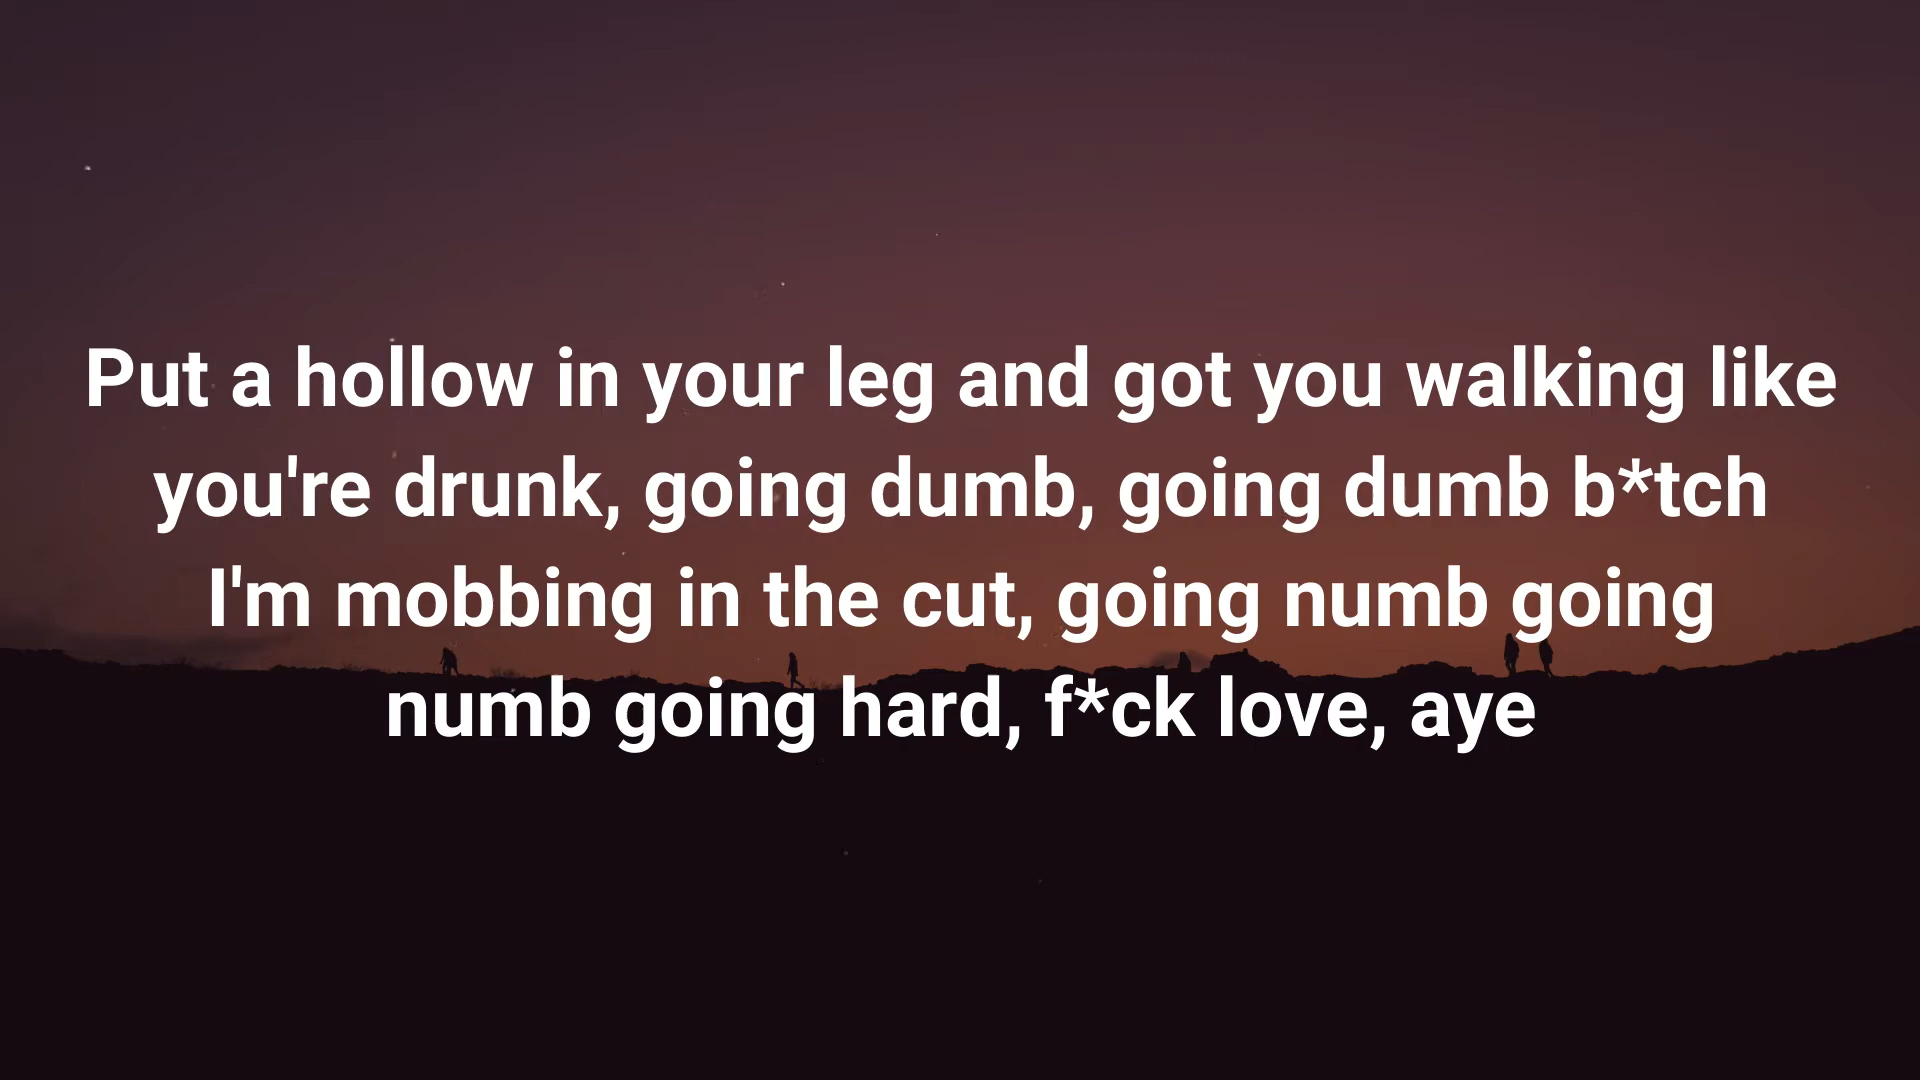 Put a hollow in your leg and got you walking like
you're drunk, going dumb, going dumb b*tch
I'm mobbing in the cut, going numb going
numb going hard, f*ck love, aye